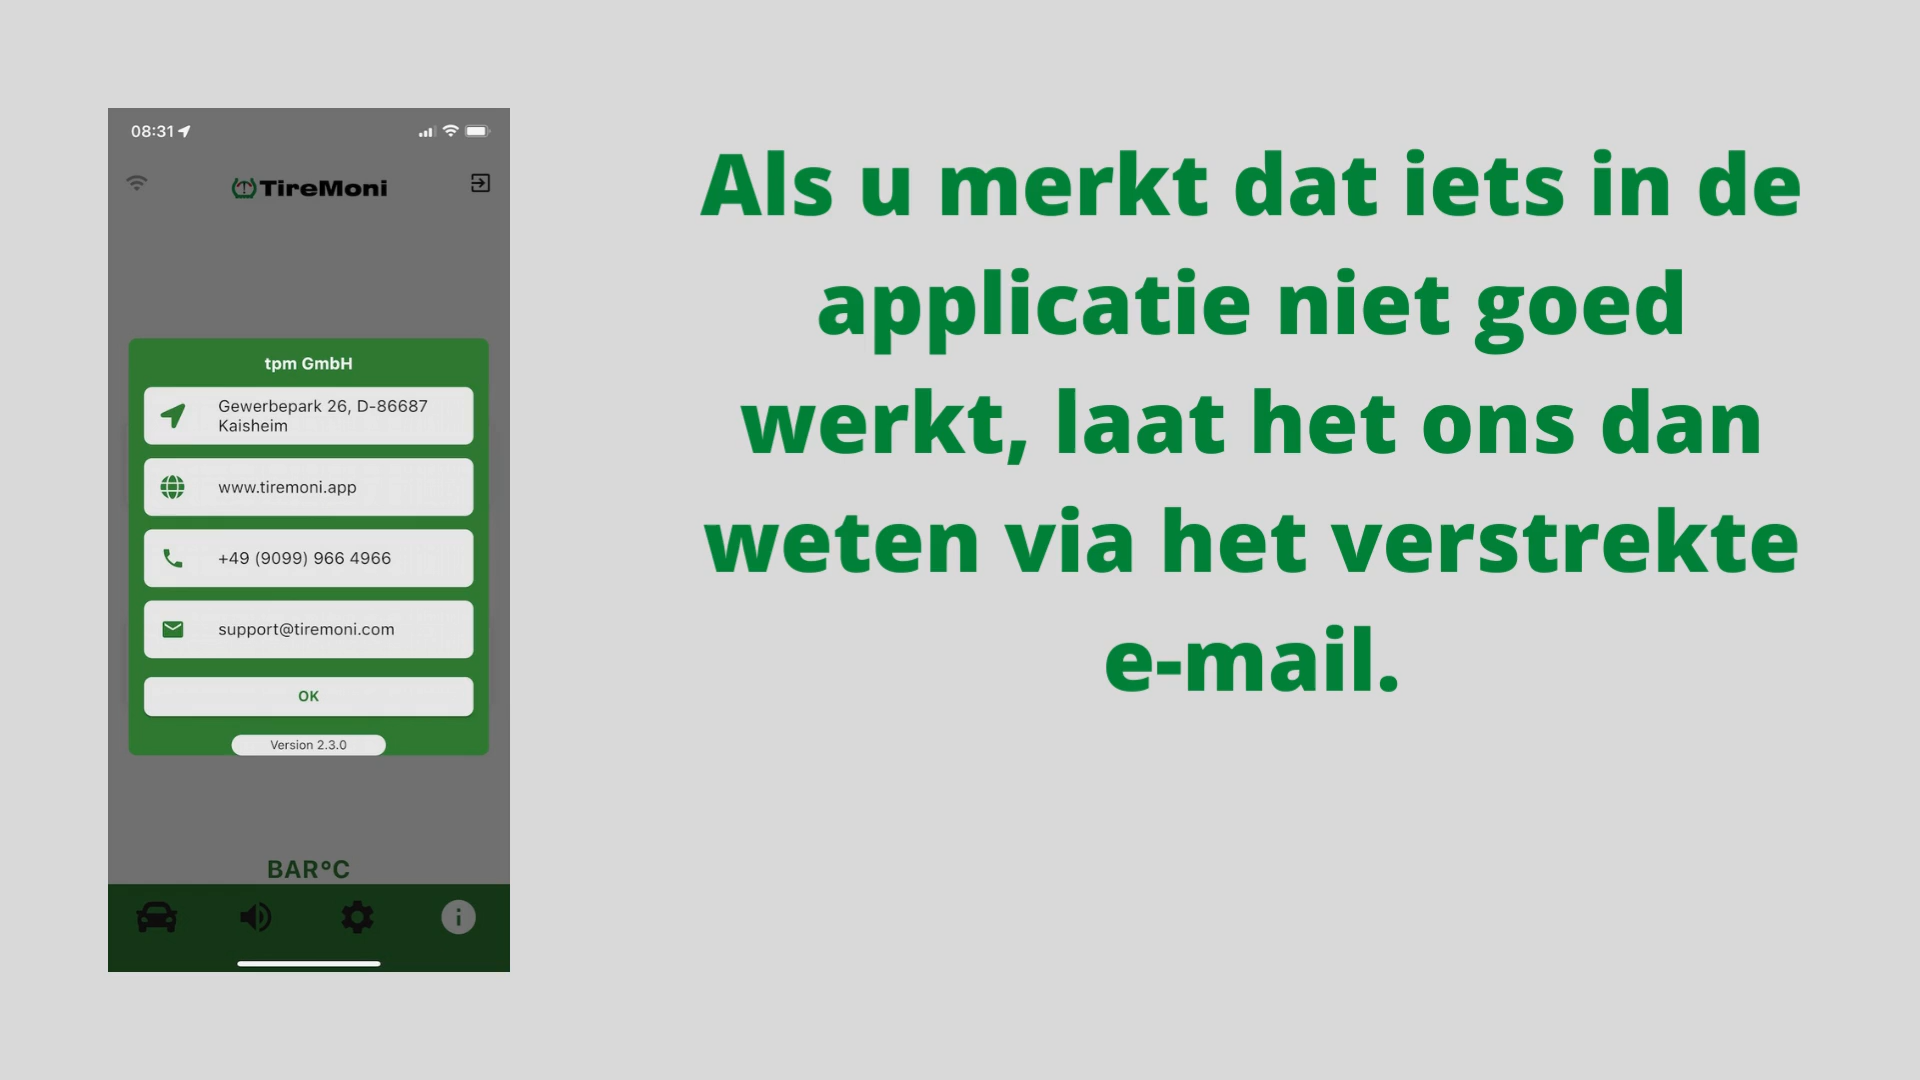 08:31
TireMoni
tpm GmbH
Gewerbepark 26, D-86687
Kaisheim
www.tiremoni.app
+49 (9099) 966 4966
support@tiremoni.com
OK
Version 2.3.0
BAR°C
Als u merkt dat iets in de
applicatie niet goed
werkt, laat het ons dan
weten via het verstrekte
e-mail.